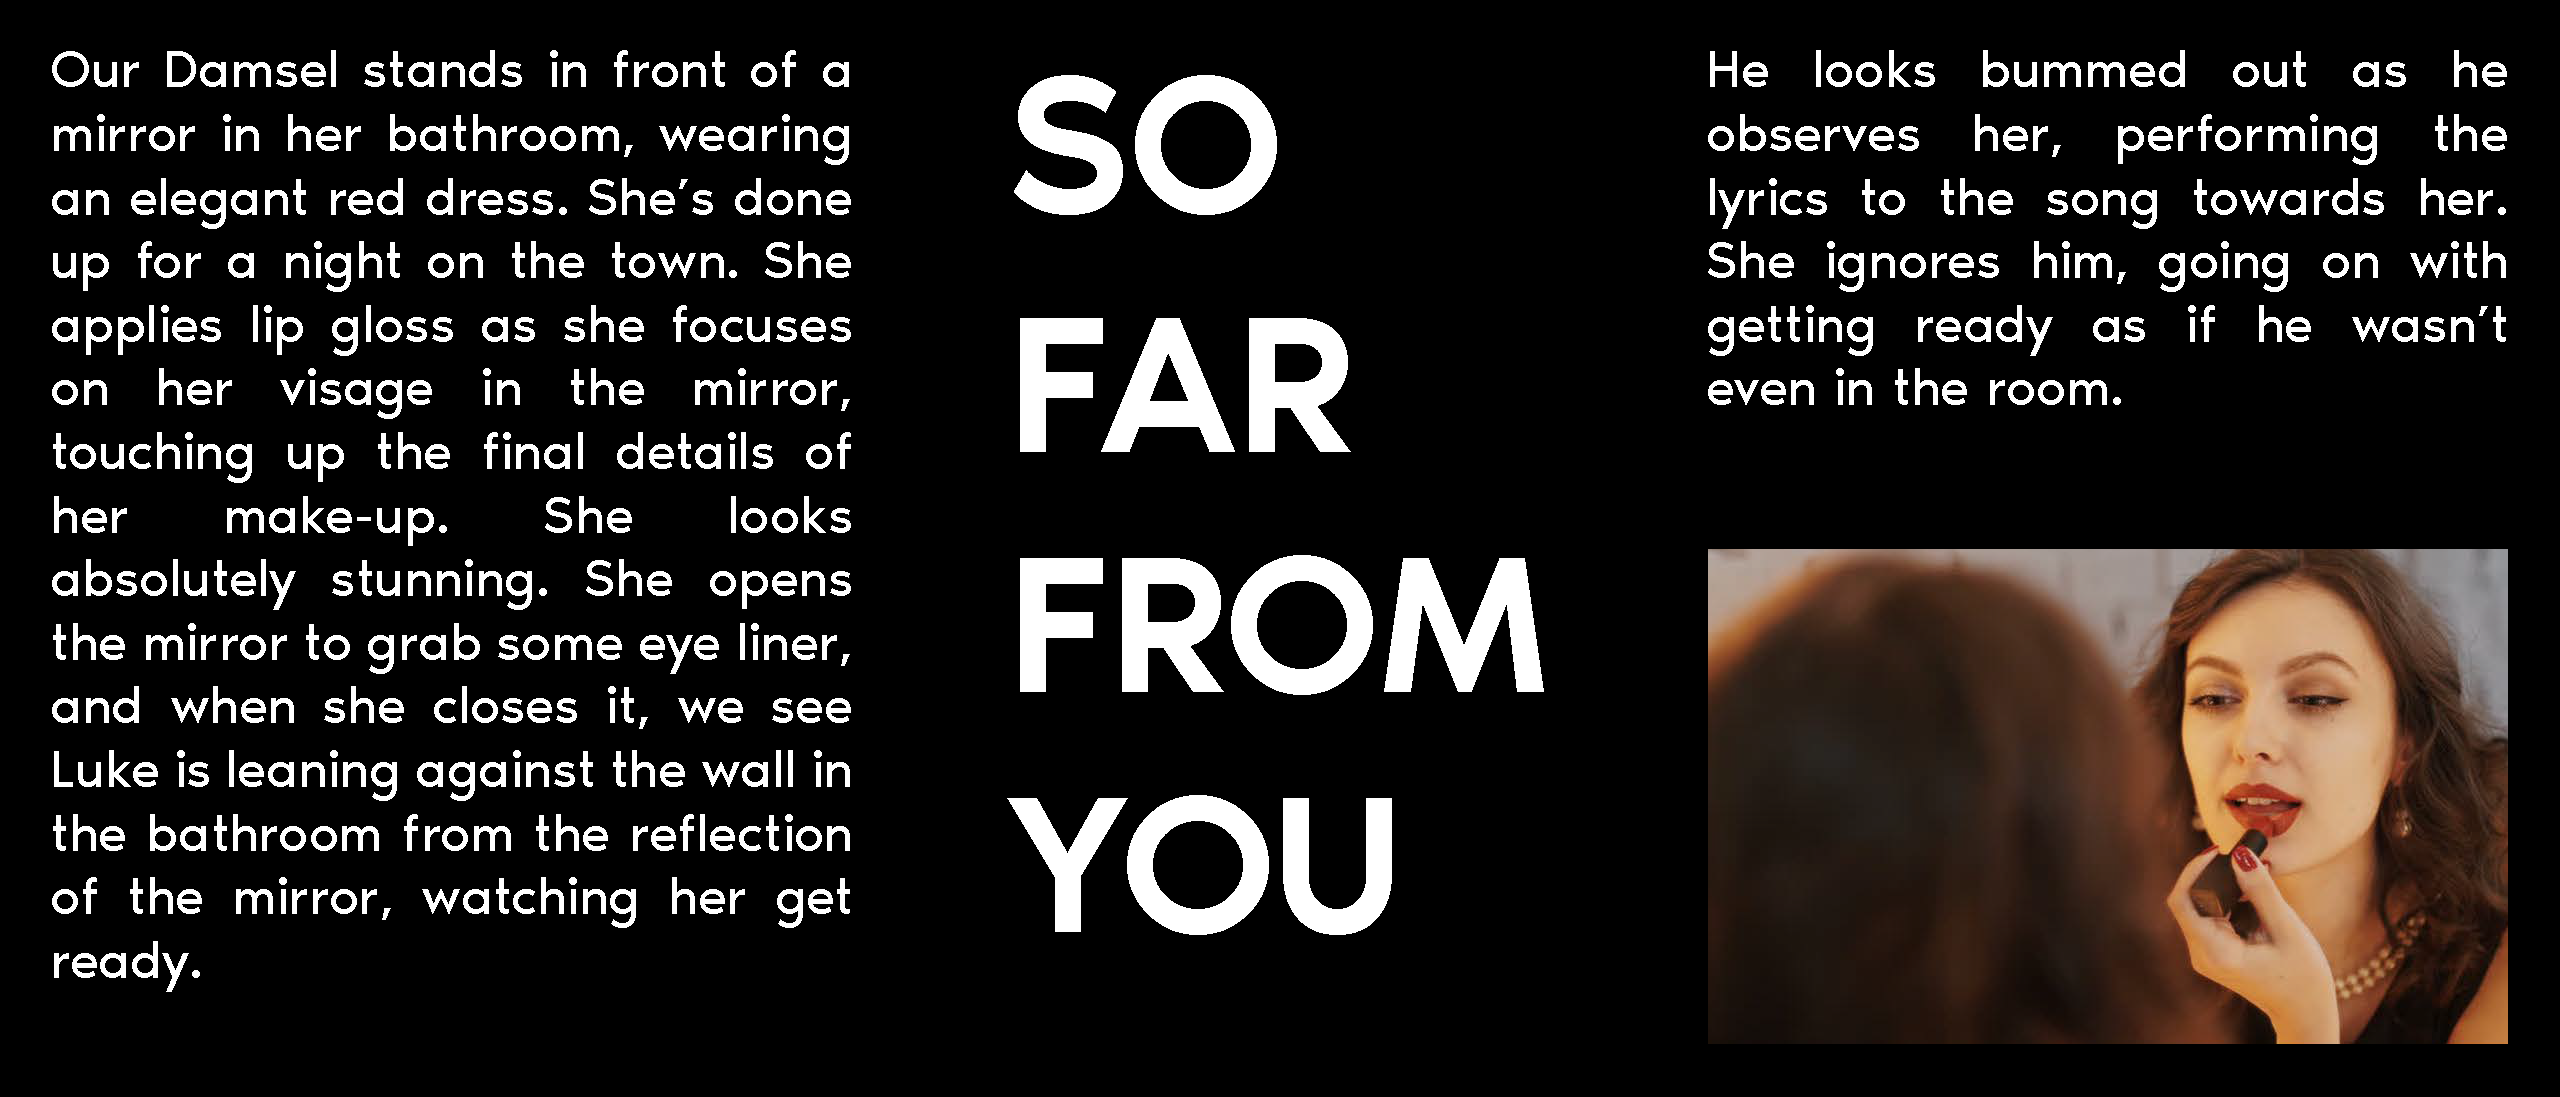 Our Damsel stands in front of a
mirror in her bathroom, wearing
an elegant red dress. She’s done
up for a night on the town. She
applies lip gloss as she focuses
on her visage in the mirror,
touching up the final details of
her make-up. She looks
absolutely stunning. She opens
the mirror to grab some eye liner,
and when she closes it, we see
Luke is leaning against the wall in
the bathroom from the reflection
of the mirror, watching her get
ready.
SO
FAR
FROM
YOU
He looks bummed out as he
observes her, performing the
lyrics to the song towards her.
She ignores him, going on with
getting ready as if he wasn’t
even in the room.